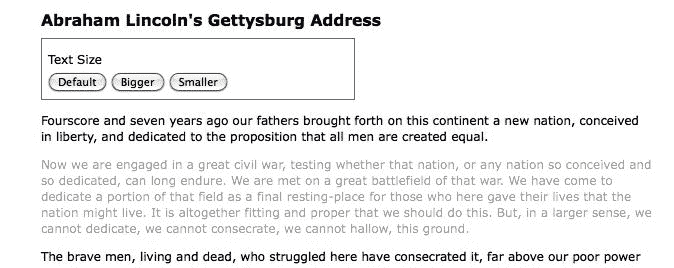 Abraham Lincoln's Gettysburg Address
Text Size
Default Bigger Smaller
Fourscore and seven years ago our fathers brought forth on this continent a new nation, conceived
in liberty, and dedicated to the proposition that all men are created equal.
Now we are engaged in a great civil war, testing whether that nation, or any nation so conceived and
so dedicated, can long endure. We are met on a great battlefield of that war. We have come to
dedicate a portion of that field as a final resting-place for those who here gave their lives that the
nation might live. It is altogether fitting and proper that we should do this. But, in a larger sense, we
cannot dedicate, we cannot consecrate, we cannot hallow, this ground.
The brave men, living and dead, who struggled here have consecrated it, far above our poor power